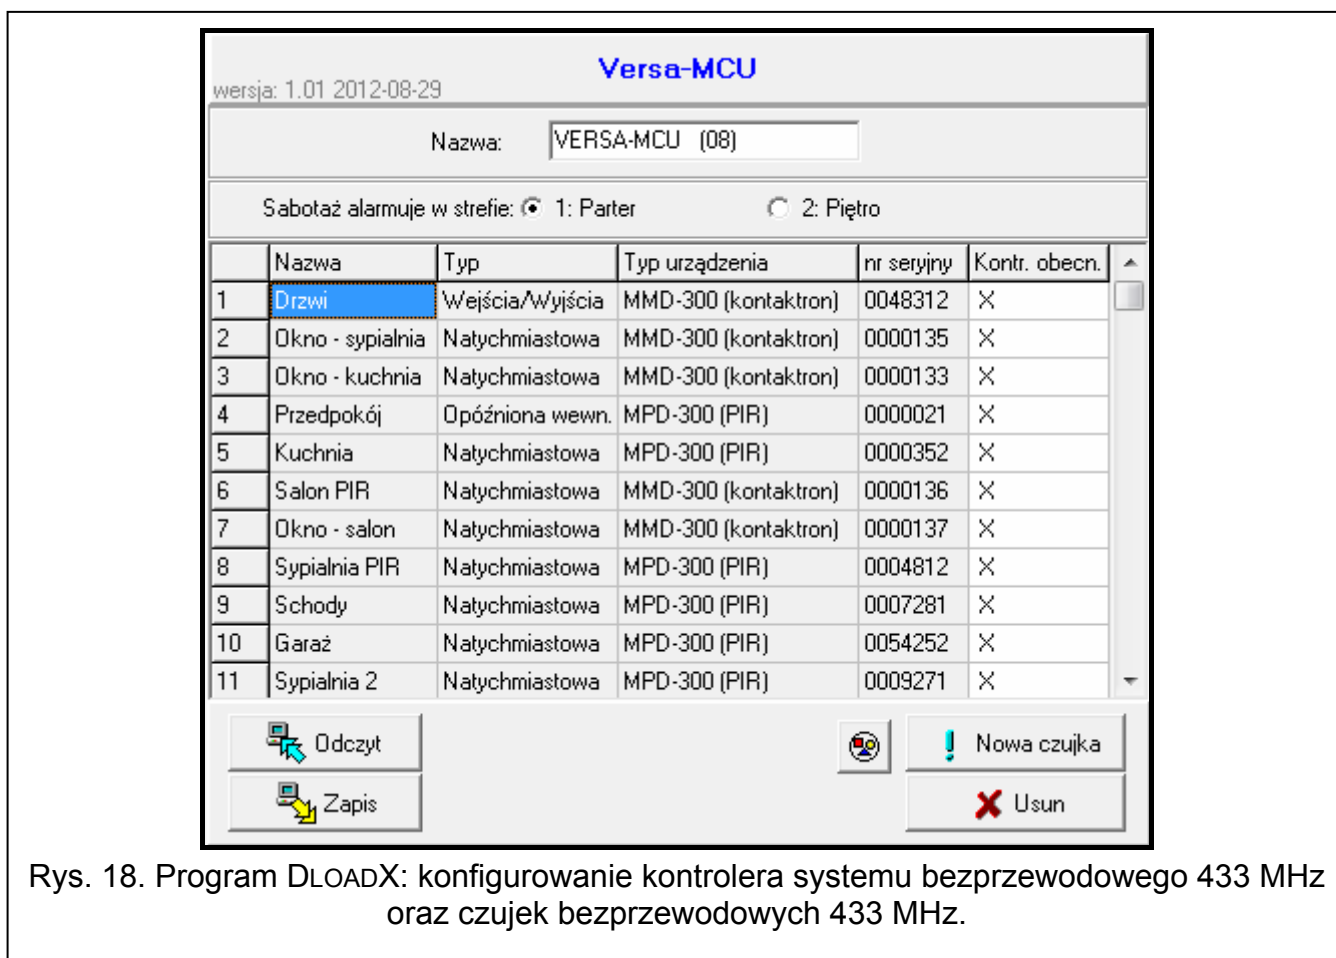 Versa-MCU
wersja: 1.01 2012-08-29
Nazwa: VERSA-MCU (08)
Sabotaż alarmuje w strefie: 1: Parter 2: Piętro
Nazwa Typ Typ urządzenia nr seryjny Kontr. obecn.
1 Drzwi Wejścia/Wyjścia MMD-300 (kontaktron) 0048312 X
2 Okno - sypialnia Natychmiastowa MMD-300 (kontaktron) 0000135 X
3 Okno - kuchnia Natychmiastowa MMD-300 (kontaktron) 0000133 X
4 Przedpokój Opóźniona wewn. MPD-300 (PIR) 0000021 X
5 Kuchnia Natychmiastowa MPD-300 (PIR) 0000352 X
6 Salon PIR Natychmiastowa MMD-300 (kontaktron) 0000136 X
7 Okno - salon Natychmiastowa MMD-300 (kontaktron) 0000137 X
8 Sypialnia PIR Natychmiastowa MPD-300 (PIR) 0004812 X
9 Schody Natychmiastowa MPD-300 (PIR) 0007281 X
10 Garaż Natychmiastowa MPD-300 (PIR) 0054252 X
11 Sypialnia 2 Natychmiastowa MPD-300 (PIR) 0009271 X
Odczyt Nowa czujka
Zapis Usun
Rys. 18. Program DLOADX: konfigurowanie kontrolera systemu bezprzewodowego 433 MHz
oraz czujek bezprzewodowych 433 MHz.